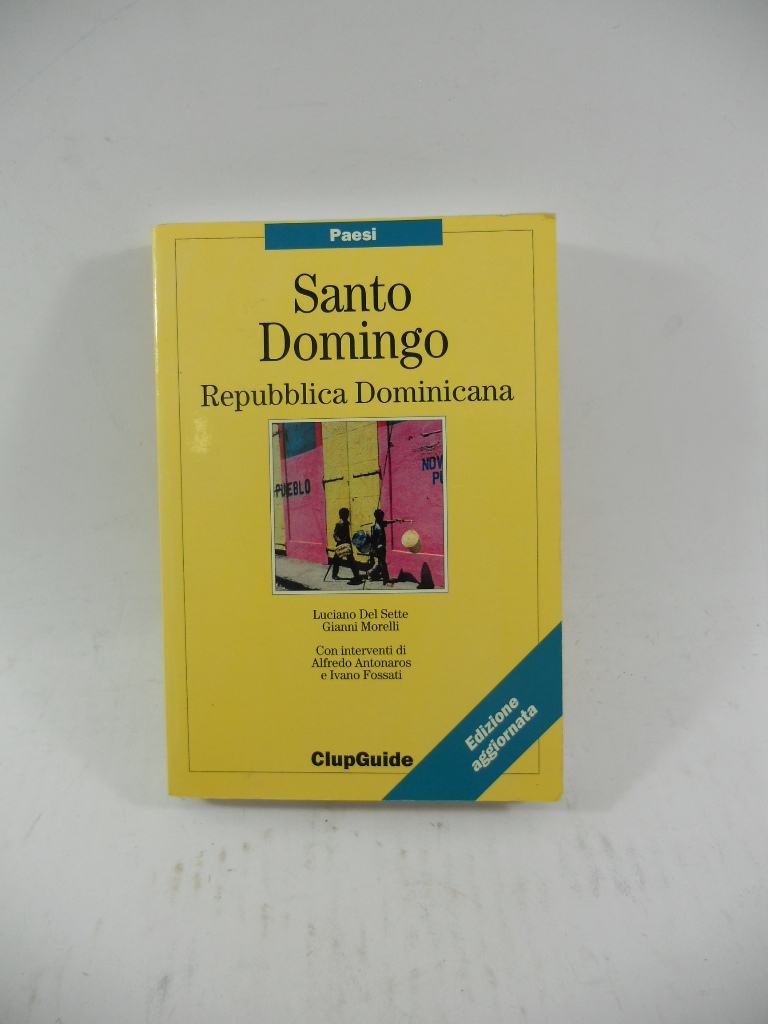 Paesi
Santo
Domingo
Repubblica Dominicana
PUEBLO
NOV
PU
Luciano Del Sette
Gianni Morelli
Con interventi di
Alfredo Antonaros
e Ivano Fossati
Edizione
aggiornata
ClupGuide